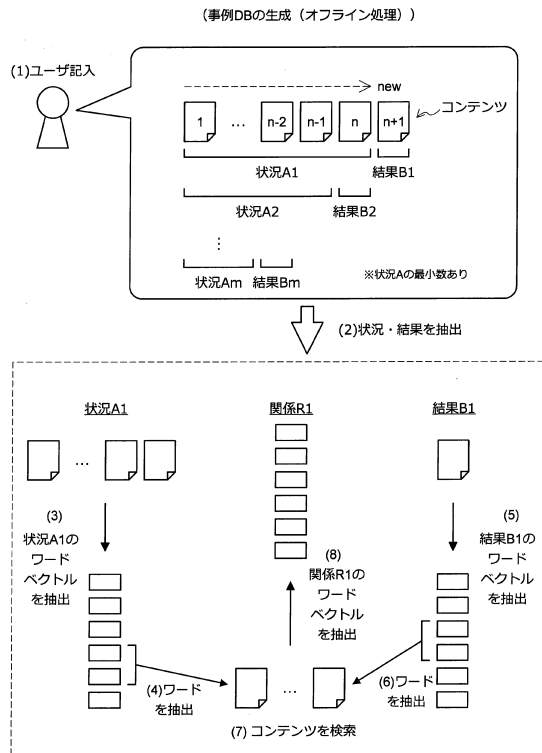 (事例DBの生成(オフライン処理))
(1)ユーザ記入
new
1 … n-2 n-1 n n+1
コンテンツ
状況A1 結果B1
状況A2 結果B2
⋮
状況Am 結果Bm
※状況Aの最小数あり
(2)状況・結果を抽出
状況A1 関係R1 結果B1
…
(3)
状況A1の
ワード
ベクトル
を抽出
(5)
結果B1の
ワード
ベクトル
を抽出
(8)
関係R1の
ワード
ベクトル
を抽出
(4)ワード
を抽出
…
(6)ワードを
抽出
(7) コンテンツを検索